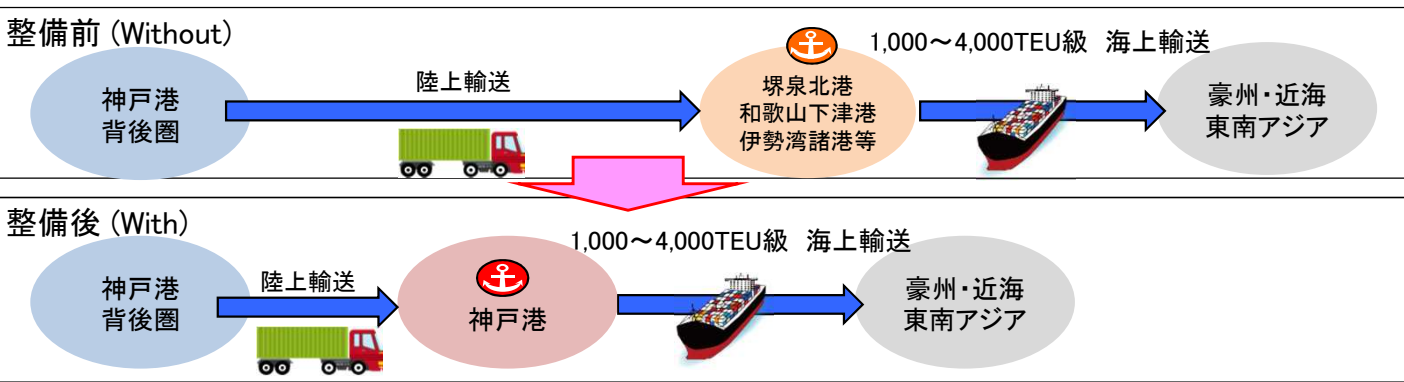 整備前 (Without)
1,000～4,000TEU級 海上輸送
神戸港
背後圏
陸上輸送
堺泉北港
和歌山下津港
伊勢湾諸港等
豪州・近海
東南アジア
整備後 (With)
1,000～4,000TEU級 海上輸送
神戸港
背後圏
陸上輸送
神戸港
豪州・近海
東南アジア